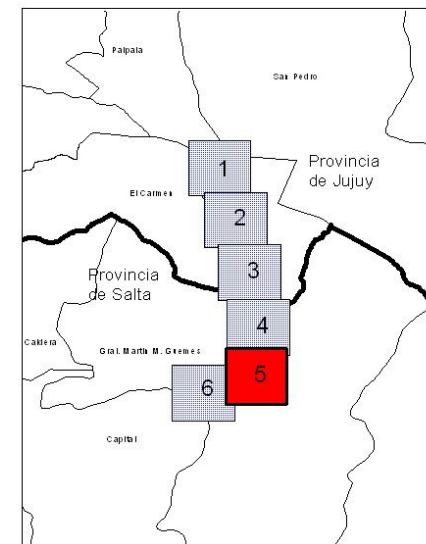 Palpala
San Pedro
1
Provincia
de Jujuy
El Carmen
2
3
Provincia
de Salta
4
Caldera
Gral. Martin M. Guemes
5
6
Capital